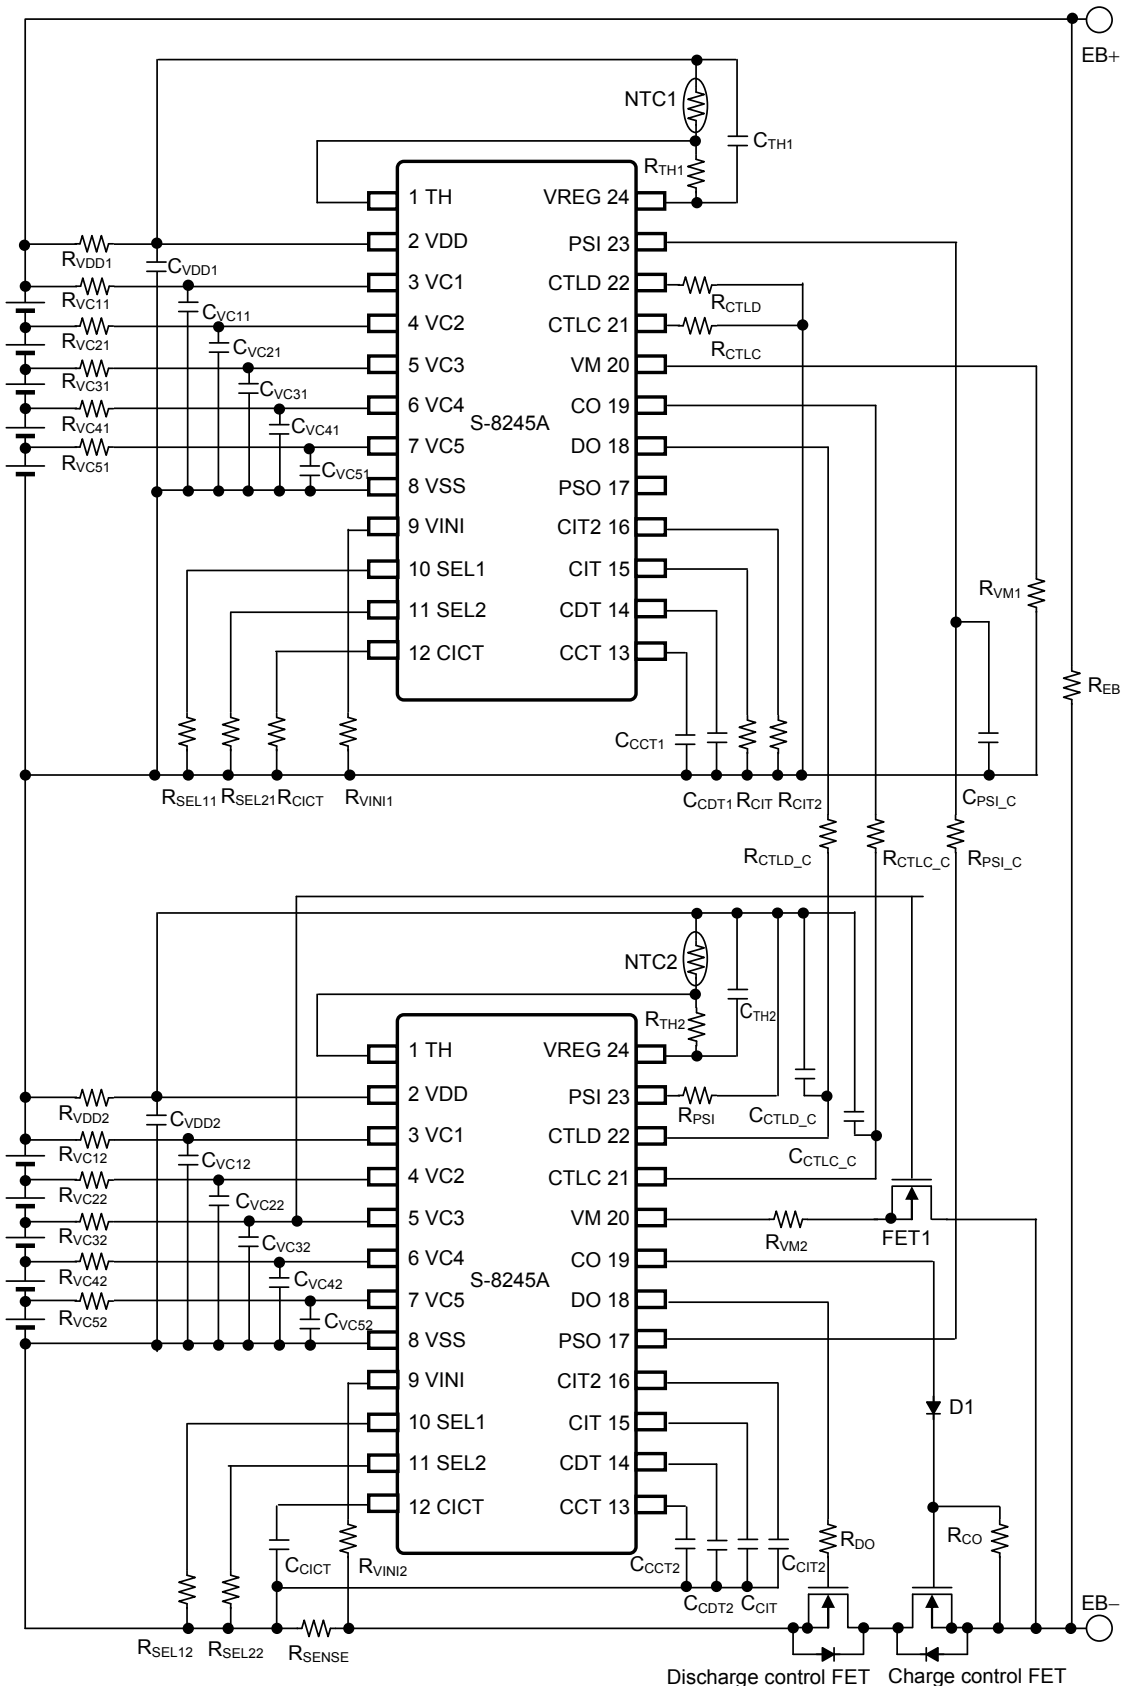 EB+
NTC1
CTH1
RTH1
1 TH
VREG 24
2 VDD
PSI 23
RVDD1
CVDD1
3 VC1
CTLD 22
RVC11
CVC11
RCTLD
4 VC2
CTLC 21
RVC21
CVC21
RCTLC
5 VC3
VM 20
RVC31
CVC31
6 VC4
CO 19
RVC41
CVC41
S-8245A
7 VC5
DO 18
RVC51
CVC51
8 VSS
PSO 17
9 VINI
CIT2 16
10 SEL1
CIT 15
RVM1
11 SEL2
CDT 14
12 CICT
CCT 13
REB
CCCT1
RSEL11
RSEL21
RCICT
RVINI1
CCDT1
RCIT
RCIT2
CPSI_C
RCTLD_C
RCTLC_C
RPSI_C
NTC2
CTH2
RTH2
1 TH
VREG 24
2 VDD
PSI 23
RVDD2
CVDD2
RPSI
CCTLD_C
3 VC1
CTLD 22
RVC12
CVC12
CCTLC_C
4 VC2
CTLC 21
RVC22
CVC22
5 VC3
VM 20
RVC32
CVC32
RVM2
FET1
6 VC4
CO 19
RVC42
CVC42
S-8245A
7 VC5
DO 18
RVC52
CVC52
8 VSS
PSO 17
9 VINI
CIT2 16
D1
10 SEL1
CIT 15
11 SEL2
CDT 14
12 CICT
CCT 13
RDO
RCO
CCICT
RVINI2
CCCT2
CCIT2
CCDT2
CCIT
EB−
RSEL12
RSEL22
RSENSE
Discharge control FET
Charge control FET